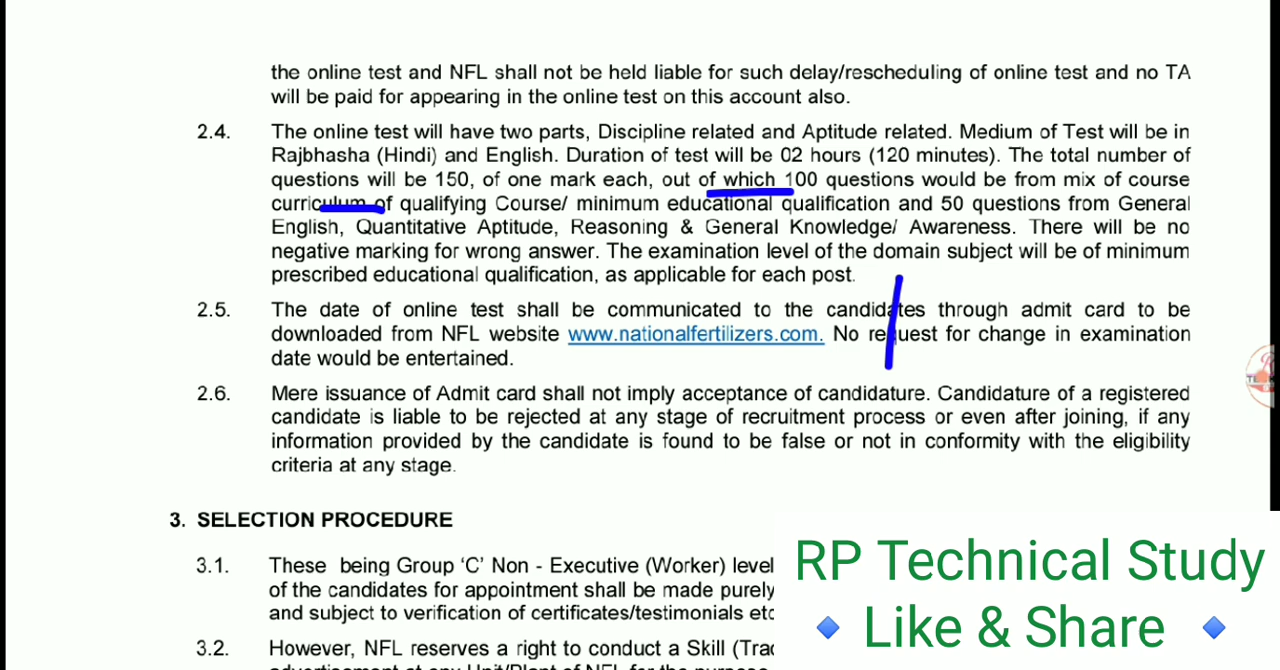 the online test and NFL shall not be held liable for such delay/rescheduling of online test and no TA
will be paid for appearing in the online test on this account also.
2.4. The online test will have two parts, Discipline related and Aptitude related. Medium of Test will be in
Rajbhasha (Hindi) and English. Duration of test will be 02 hours (120 minutes). The total number of
questions will be 150, of one mark each, out of which 100 questions would be from mix of course
curriculum of qualifying Course/ minimum educational qualification and 50 questions from General
English, Quantitative Aptitude, Reasoning & General Knowledge/ Awareness. There will be no
negative marking for wrong answer. The examination level of the domain subject will be of minimum
prescribed educational qualification, as applicable for each post.
2.5. The date of online test shall be communicated to the candidates through admit card to be
downloaded from NFL website www.nationalfertilizers.com. No request for change in examination
date would be entertained.
2.6. Mere issuance of Admit card shall not imply acceptance of candidature. Candidature of a registered
candidate is liable to be rejected at any stage of recruitment process or even after joining, if any
information provided by the candidate is found to be false or not in conformity with the eligibility
criteria at any stage.
3. SELECTION PROCEDURE
3.1. These being Group ‘C’ Non - Executive (Worker) level
of the candidates for appointment shall be made purely
and subject to verification of certificates/testimonials etc
3.2. However, NFL reserves a right to conduct a Skill (Trad
RP Technical Study
Like & Share